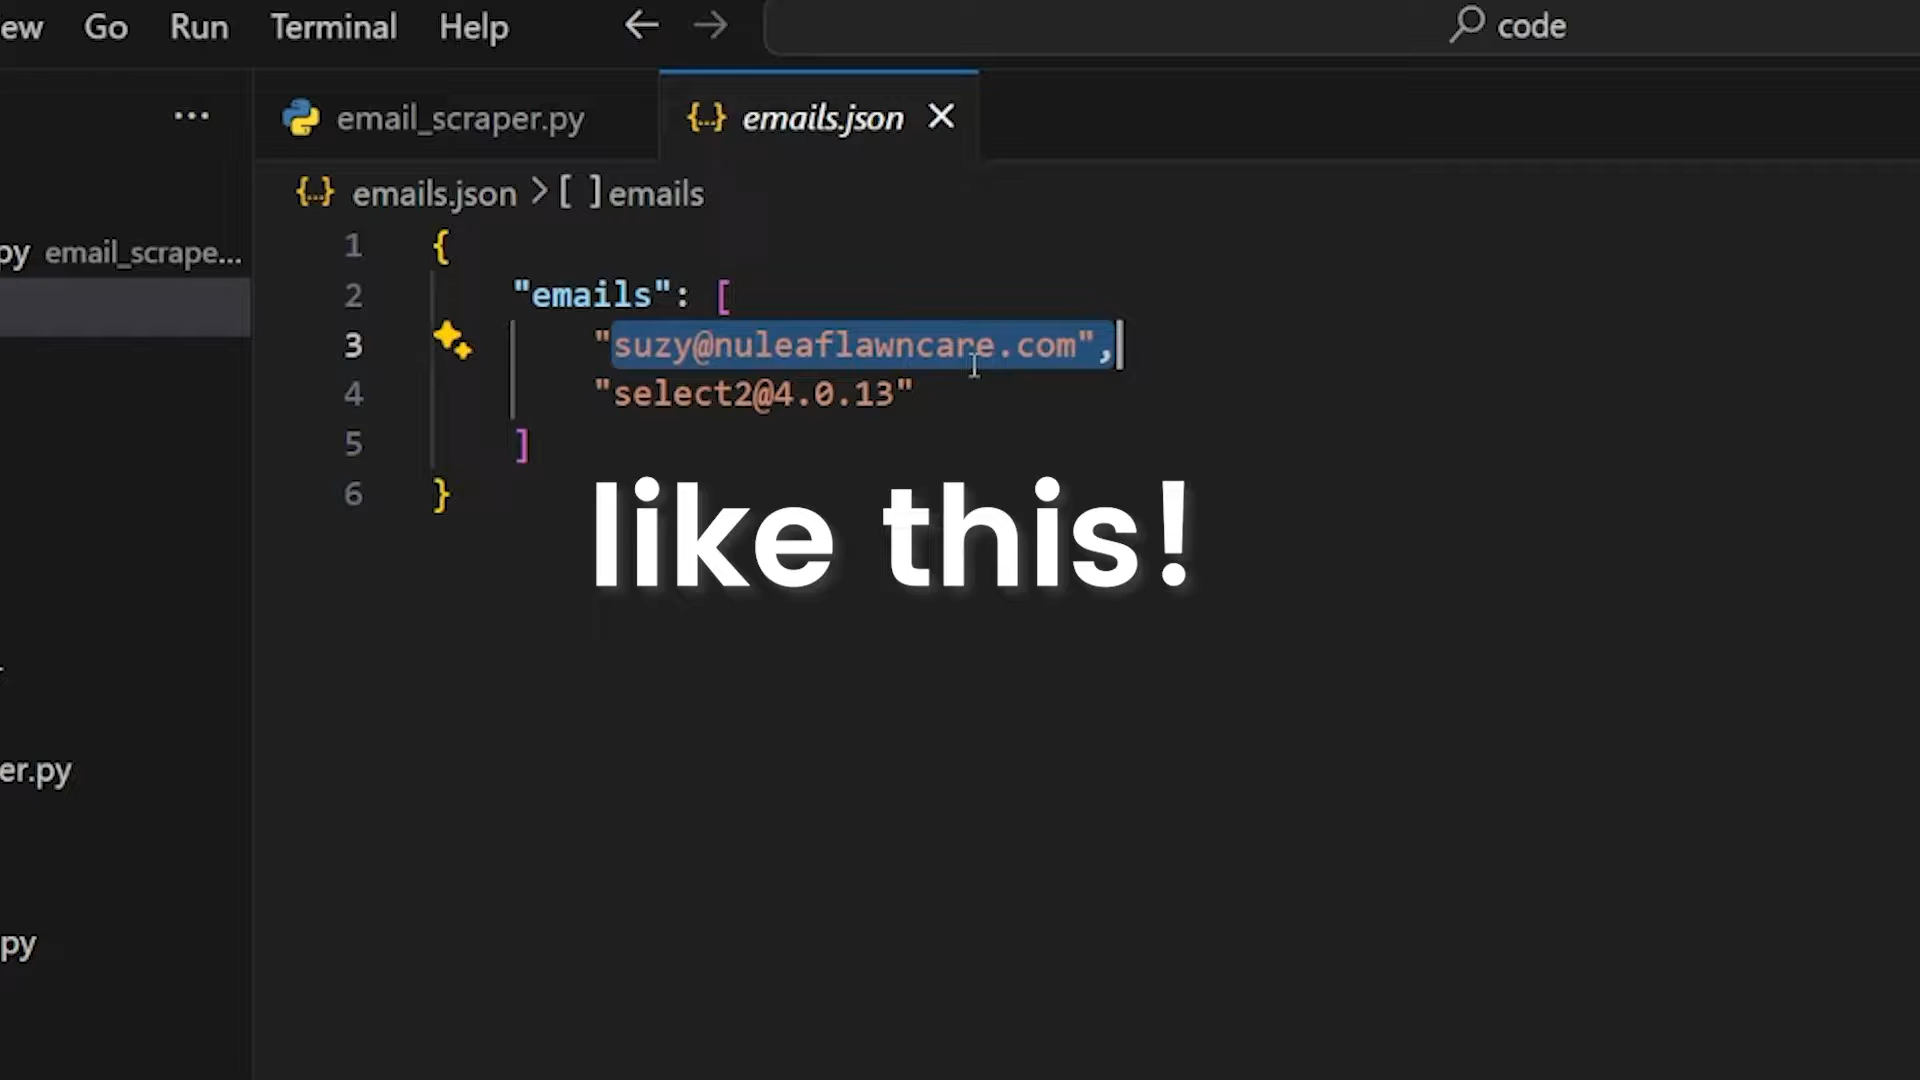 ew Go Run Terminal Help code
email_scraper.py emails.json
emails.json > [ ] emails
py email_scrape...
1 {
2 "emails": [
3 "suzy@nuleaflawncare.com",
4 "select2@4.0.13"
5 ]
6 }
like this!
er.py
py